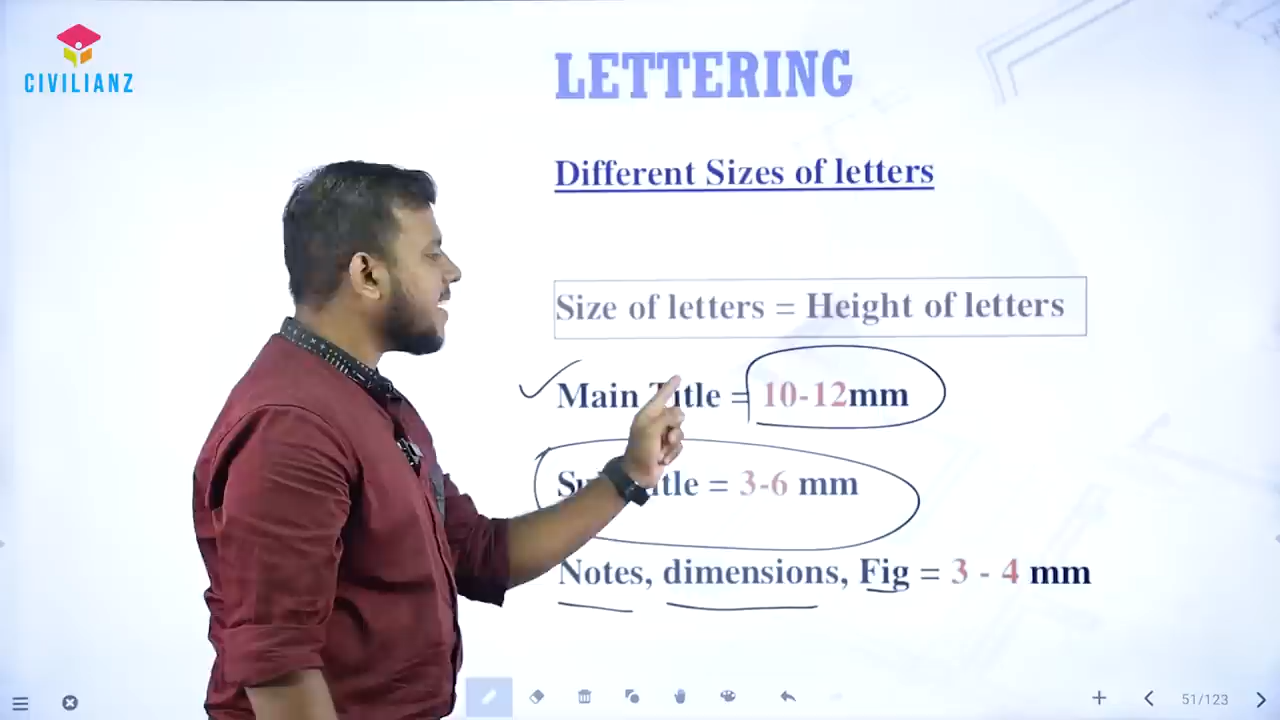 CIVILIANZ
LETTERING
Different Sizes of letters
Size of letters = Height of letters
Main Title = 10-12mm
= 3-6 mm
Notes, dimensions, Fig = 3 - 4 mm
51/123